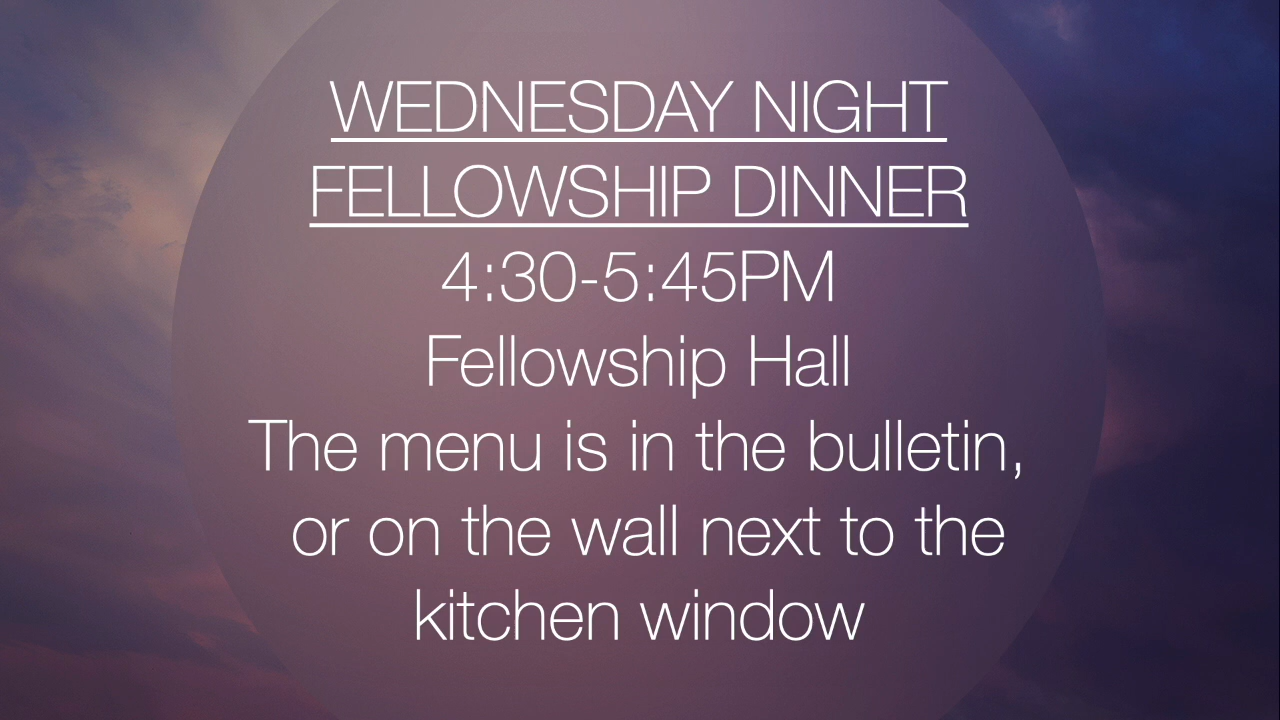 WEDNESDAY NIGHT
FELLOWSHIP DINNER
4:30-5:45PM
Fellowship Hall
The menu is in the bulletin,
or on the wall next to the
kitchen window